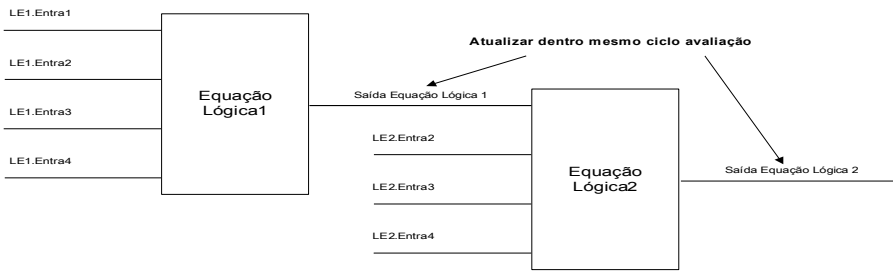 LE1.Entra1
LE1.Entra2
LE1.Entra3
LE1.Entra4
Equação
Lógica1
Atualizar dentro mesmo ciclo avaliação
Saída Equação Lógica 1
LE2.Entra2
LE2.Entra3
LE2.Entra4
Equação
Lógica2
Saída Equação Lógica 2